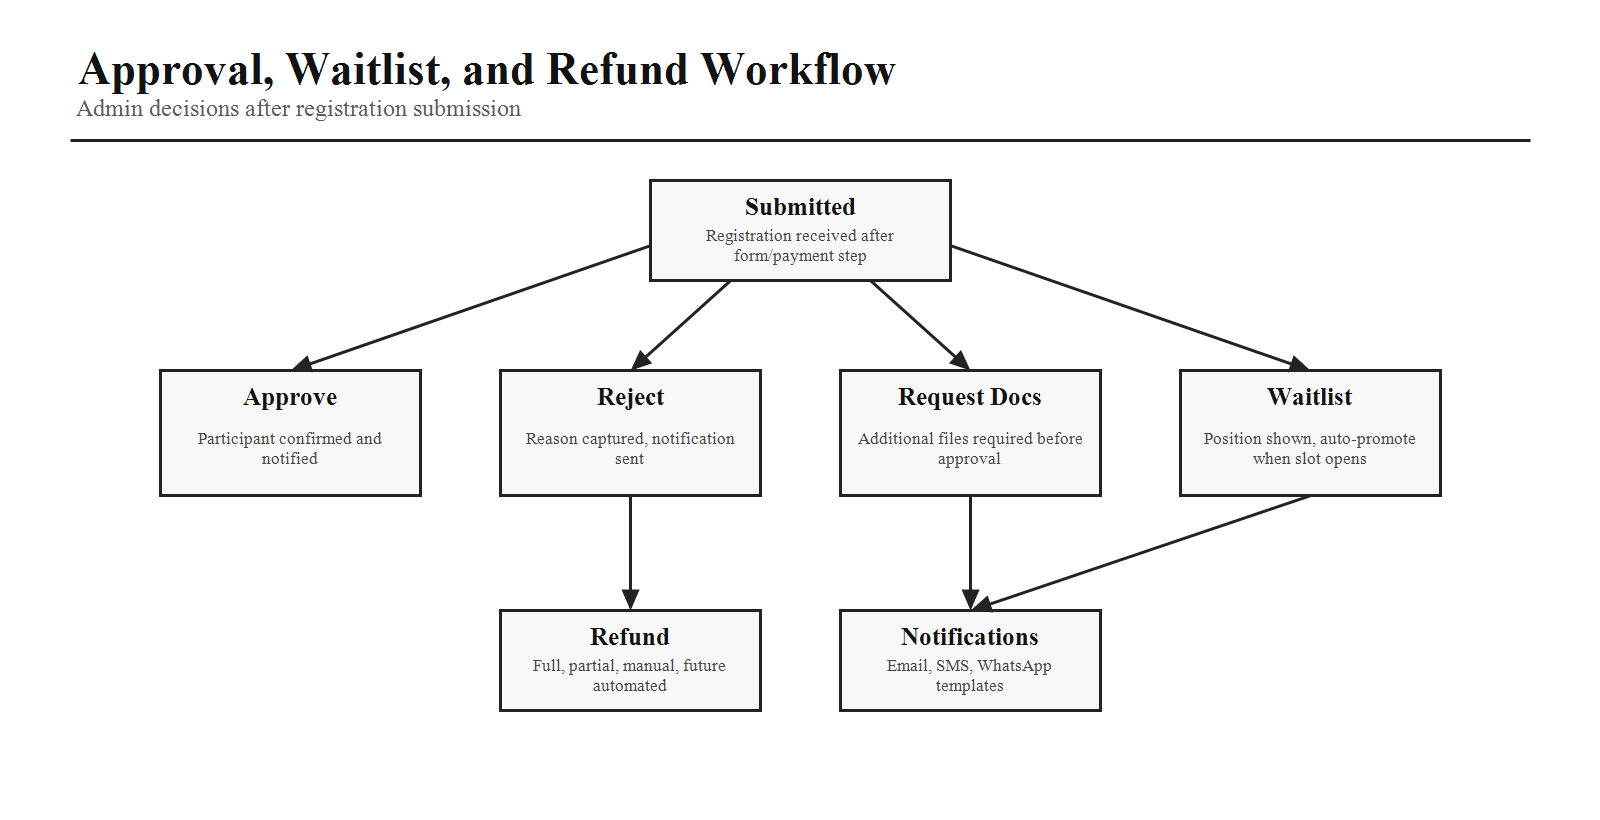 Approval, Waitlist, and Refund Workflow
Admin decisions after registration submission
Submitted
Registration received after
form/payment step
Approve
Participant confirmed and
notified
Reject
Reason captured, notification
sent
Request Docs
Additional files required before
approval
Waitlist
Position shown, auto-promote
when slot opens
Refund
Full, partial, manual, future
automated
Notifications
Email, SMS, WhatsApp
templates